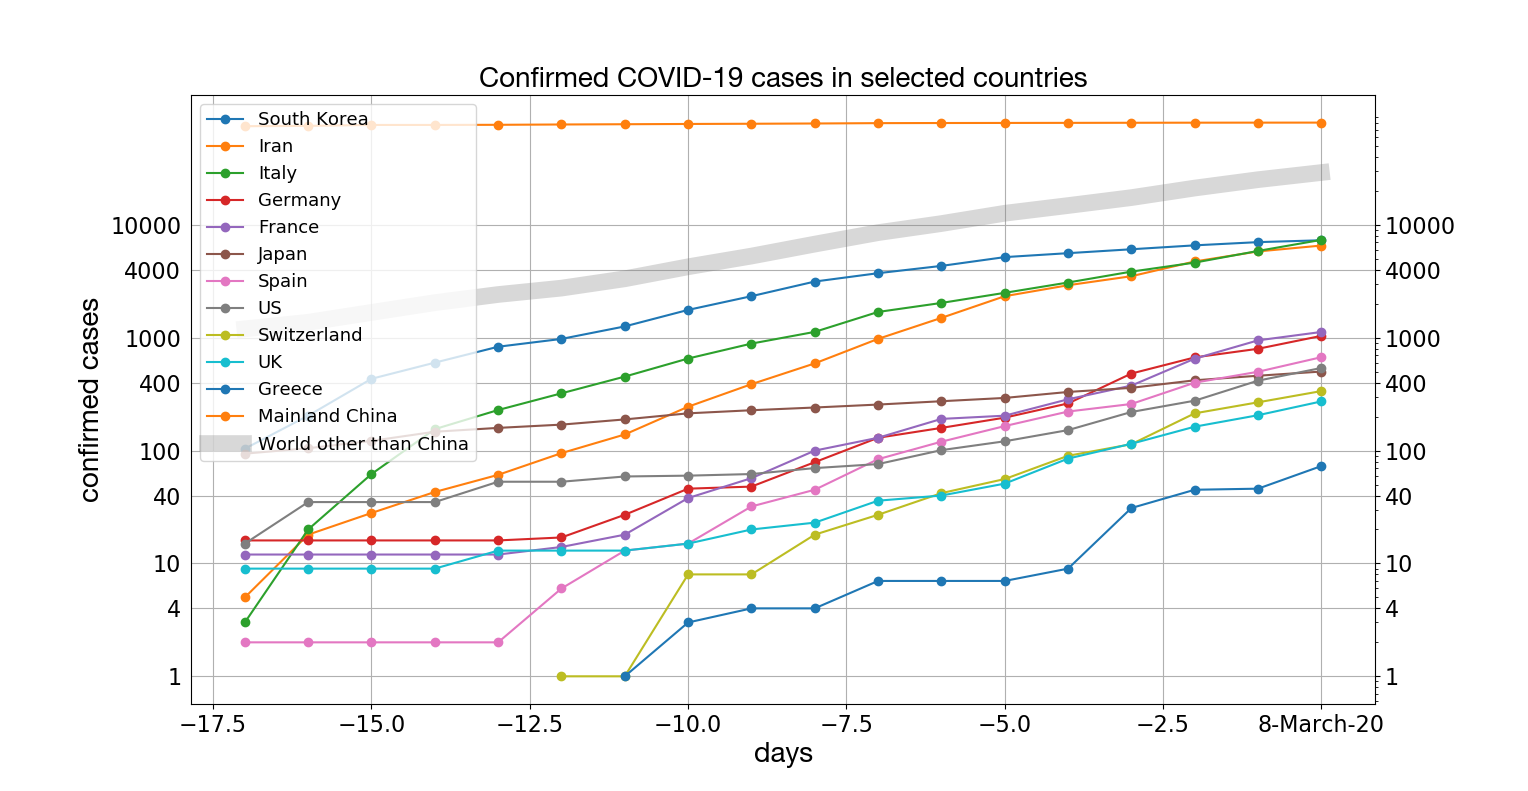 Confirmed COVID-19 cases in selected countries
South Korea
Iran
Italy
Germany
France
Japan
Spain
US
Switzerland
UK
Greece
Mainland China
World other than China
confirmed cases
10000
4000
1000
400
100
40
10
4
1
10000
4000
1000
400
100
40
10
4
1
−17.5 −15.0 −12.5 −10.0 −7.5 −5.0 −2.5 8-March-20
days